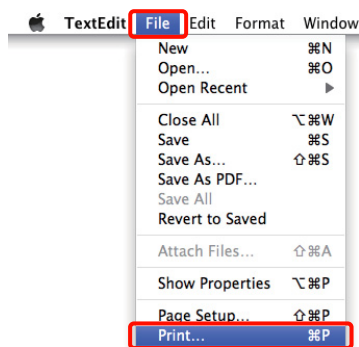 TextEdit File Edit Format Window
New ⌘N
Open... ⌘O
Open Recent ▶
Close All ⌥⌘W
Save ⌘S
Save As... ⇧⌘S
Save As PDF...
Save All
Revert to Saved
Attach Files... ⇧⌘A
Show Properties ⌥⌘P
Page Setup... ⇧⌘P
Print... ⌘P